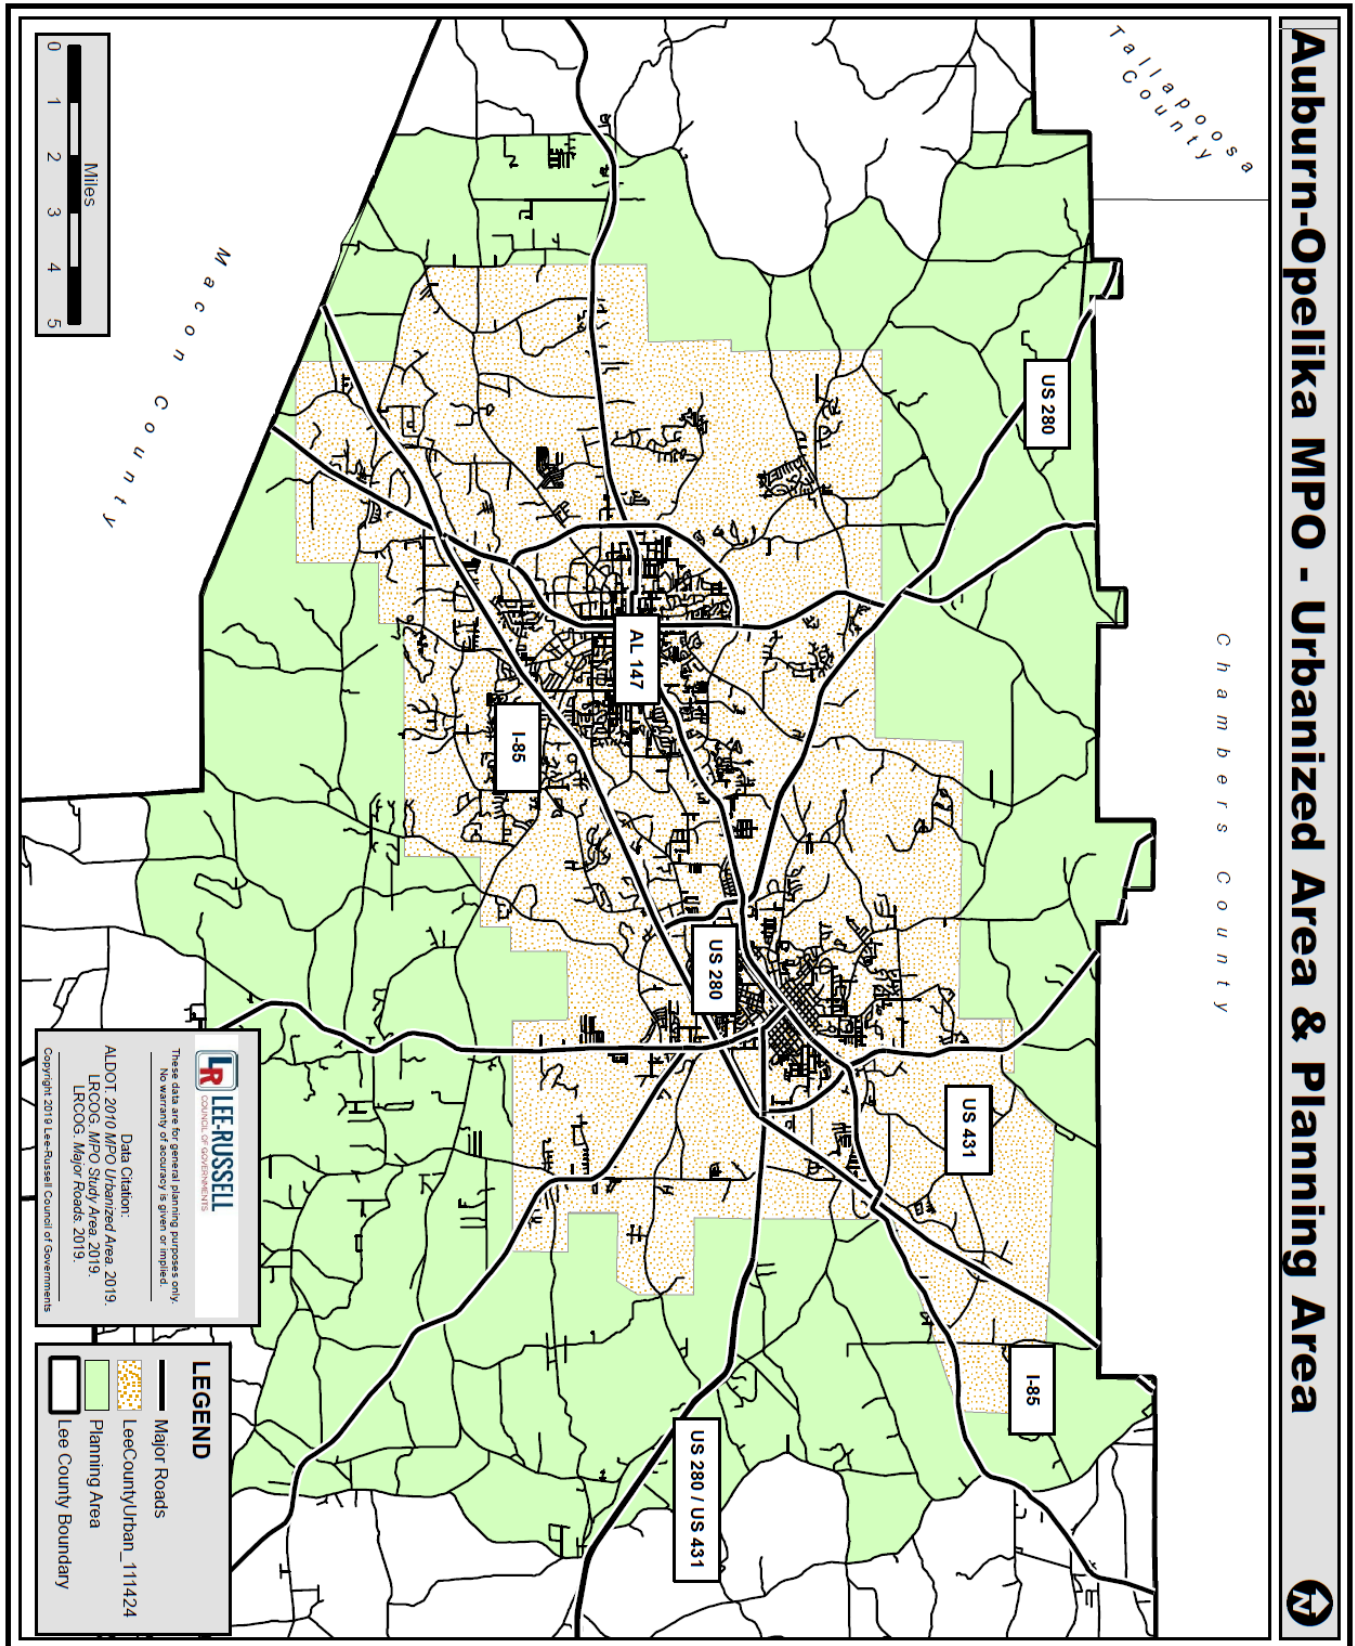 Auburn-Opelika MPO - Urbanized Area & Planning Area
N
Tallapoosa
County
Chambers County
Macon County
US 280
AL 147
I-85
US 280
US 431
I-85
US 280 / US 431
Miles
0 1 2 3 4 5
LR LEE-RUSSELL
COUNCIL OF GOVERNMENTS
These data are for general planning purposes only.
No warranty of accuracy is given or implied.
Data Citation:
ALDOT. 2010 MPO Urbanized Area. 2019.
LRCOG. MPO Study Area. 2019.
LRCOG. Major Roads. 2019.
Copyright 2019 Lee-Russell Council of Governments
LEGEND
Major Roads
LeeCountyUrban_111424
Planning Area
Lee County Boundary